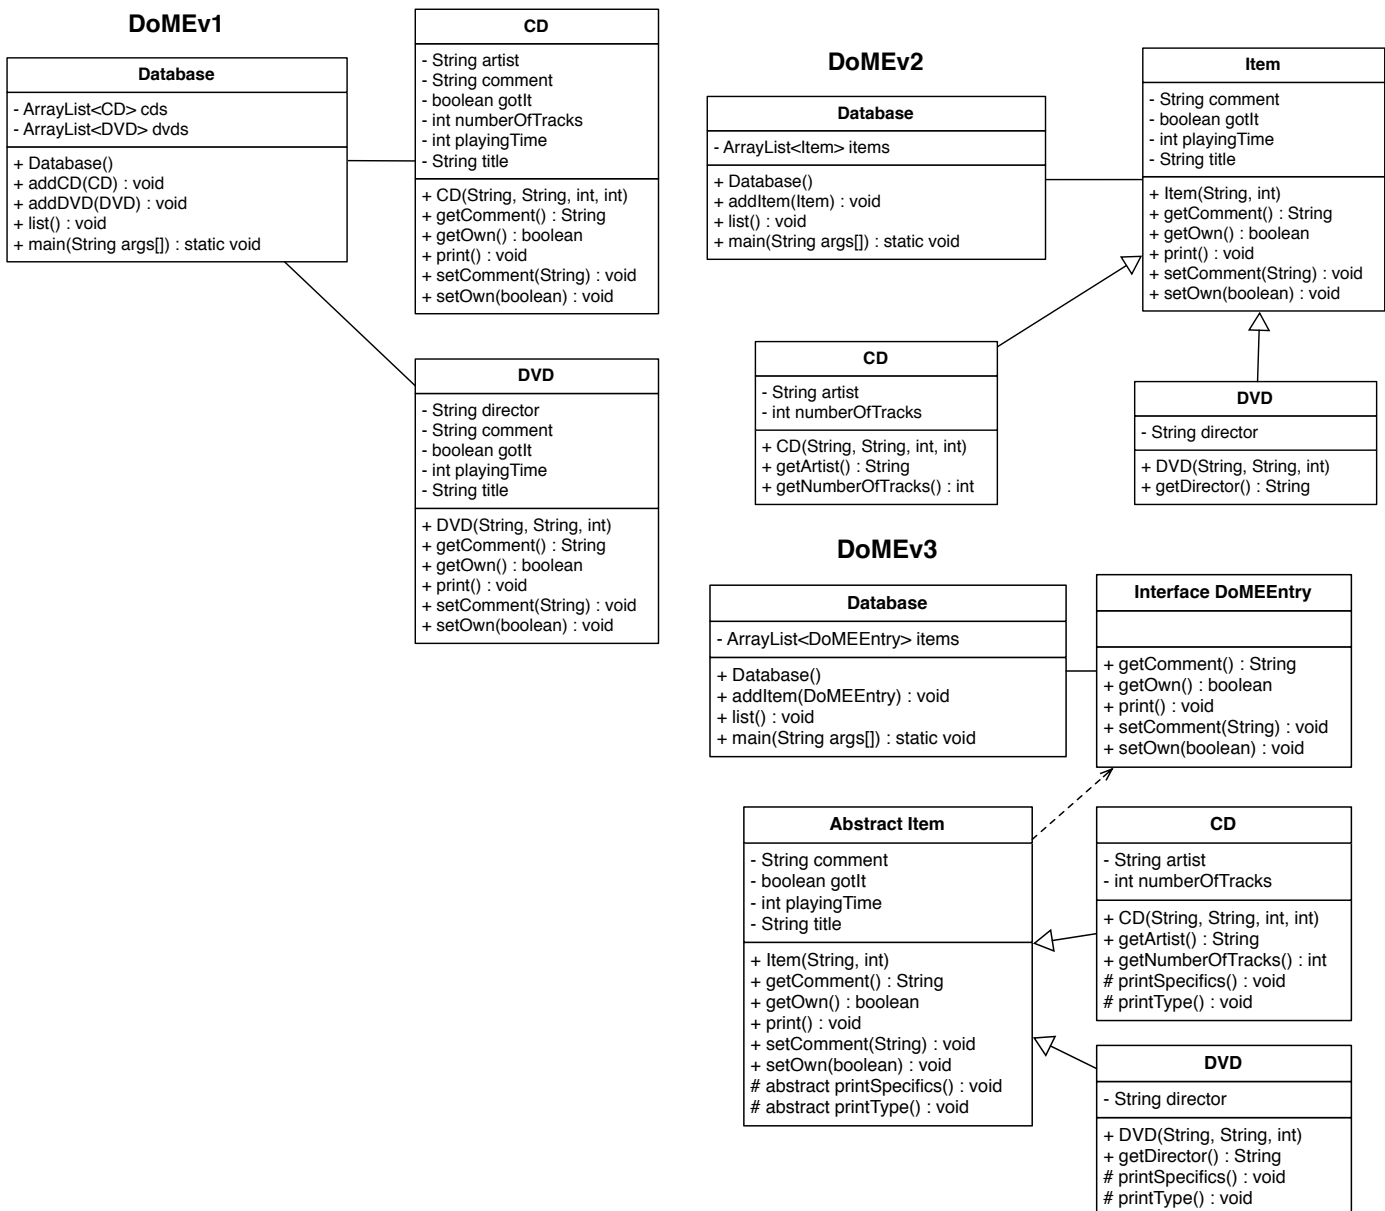 DoMEv1
Database
- ArrayList<CD> cds
- ArrayList<DVD> dvds
+ Database()
+ addCD(CD) : void
+ addDVD(DVD) : void
+ list() : void
+ main(String args[]) : static void
CD
- String artist
- String comment
- boolean gotIt
- int numberOfTracks
- int playingTime
- String title
+ CD(String, String, int, int)
+ getComment() : String
+ getOwn() : boolean
+ print() : void
+ setComment(String) : void
+ setOwn(boolean) : void
DVD
- String director
- String comment
- boolean gotIt
- int playingTime
- String title
+ DVD(String, String, int)
+ getComment() : String
+ getOwn() : boolean
+ print() : void
+ setComment(String) : void
+ setOwn(boolean) : void
DoMEv2
Database
- ArrayList<Item> items
+ Database()
+ addItem(Item) : void
+ list() : void
+ main(String args[]) : static void
Item
- String comment
- boolean gotIt
- int playingTime
- String title
+ Item(String, int)
+ getComment() : String
+ getOwn() : boolean
+ print() : void
+ setComment(String) : void
+ setOwn(boolean) : void
CD
- String artist
- int numberOfTracks
+ CD(String, String, int, int)
+ getArtist() : String
+ getNumberOfTracks() : int
DVD
- String director
+ DVD(String, String, int)
+ getDirector() : String
DoMEv3
Database
- ArrayList<DoMEEntry> items
+ Database()
+ addItem(DoMEEntry) : void
+ list() : void
+ main(String args[]) : static void
Interface DoMEEntry
+ getComment() : String
+ getOwn() : boolean
+ print() : void
+ setComment(String) : void
+ setOwn(boolean) : void
Abstract Item
- String comment
- boolean gotIt
- int playingTime
- String title
+ Item(String, int)
+ getComment() : String
+ getOwn() : boolean
+ print() : void
+ setComment(String) : void
+ setOwn(boolean) : void
# abstract printSpecifics() : void
# abstract printType() : void
CD
- String artist
- int numberOfTracks
+ CD(String, String, int, int)
+ getArtist() : String
+ getNumberOfTracks() : int
# printSpecifics() : void
# printType() : void
DVD
- String director
+ DVD(String, String, int)
+ getDirector() : String
# printSpecifics() : void
# printType() : void